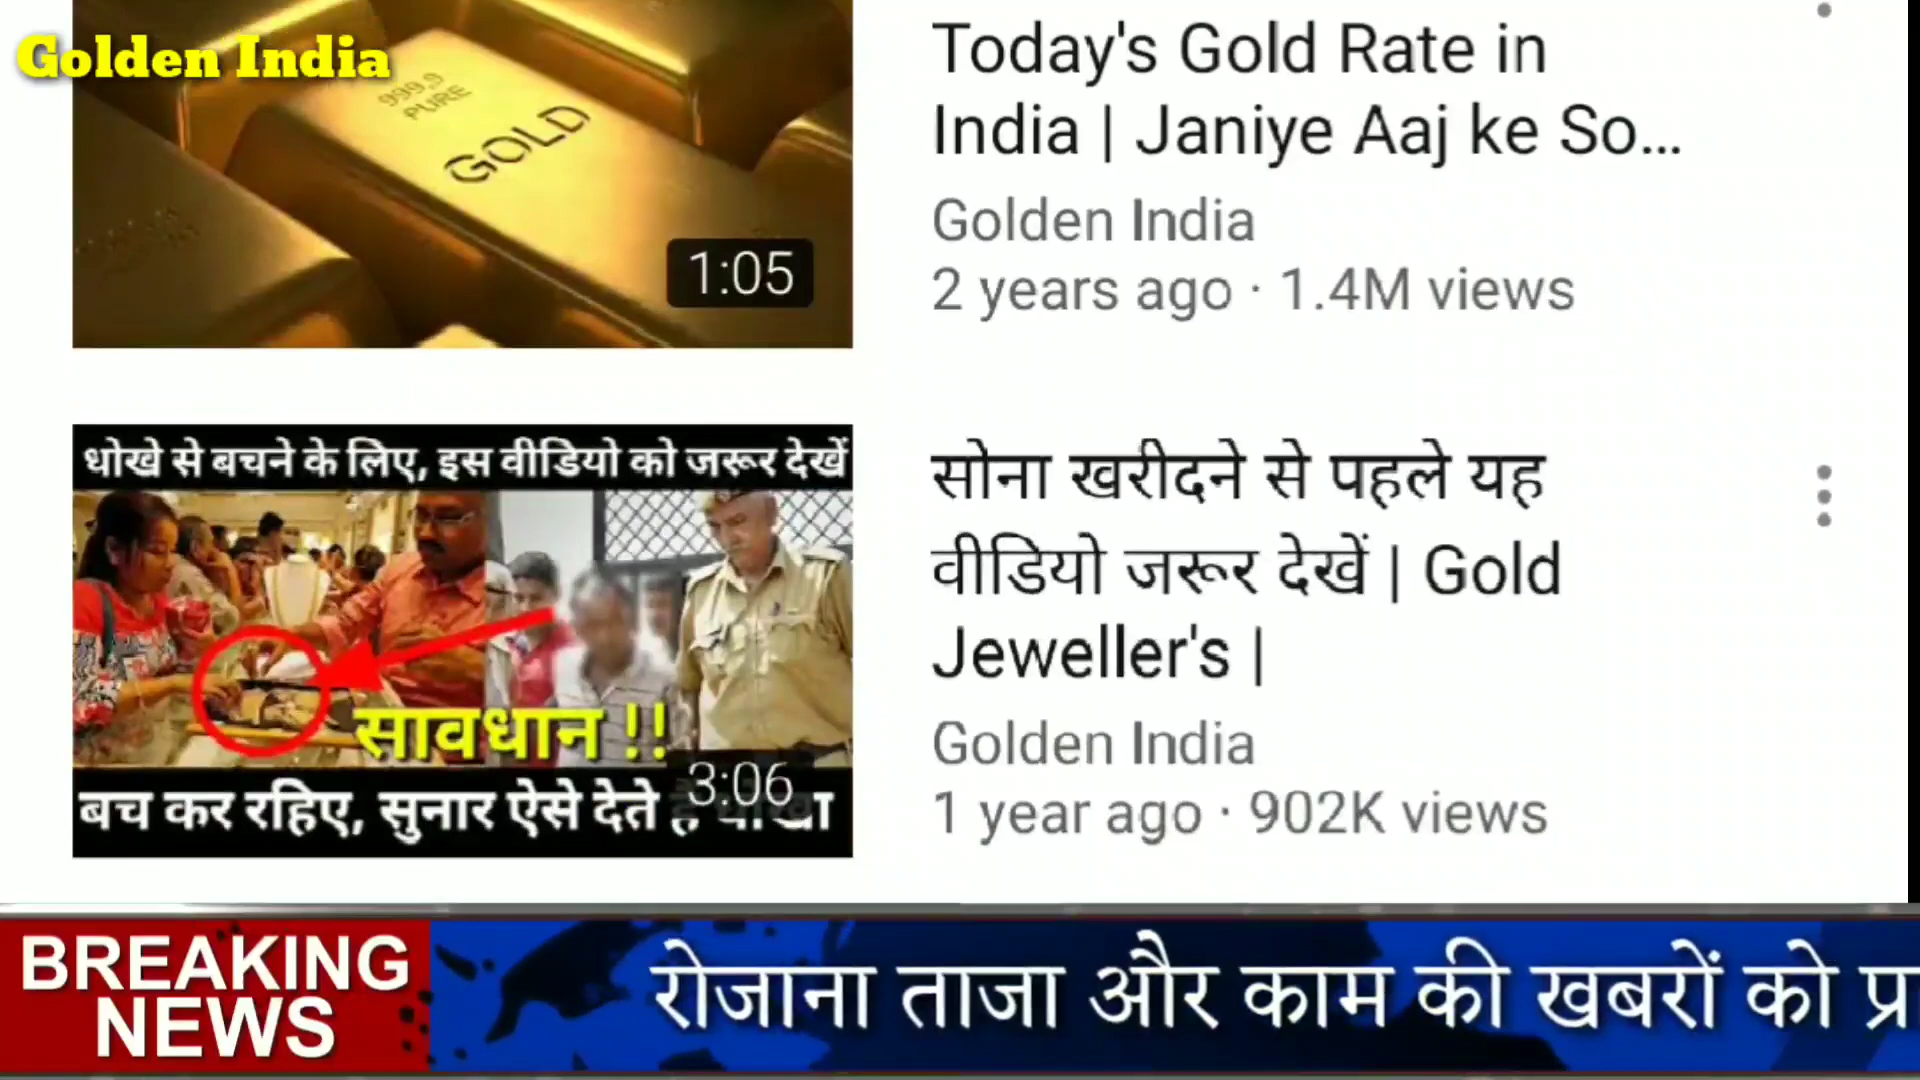 Golden India
999.9
PURE
GOLD
1:05
Today's Gold Rate in
India | Janiye Aaj ke So...
Golden India
2 years ago · 1.4M views
धोखे से बचने के लिए, इस वीडियो को जरूर देखें
सावधान !!
बच कर रहिए, सुनार ऐसे देते
3:06
सोना खरीदने से पहले यह
वीडियो जरूर देखें | Gold
Jeweller's |
Golden India
1 year ago · 902K views
BREAKING
NEWS
रोजाना ताजा और काम की खबरों को प्र